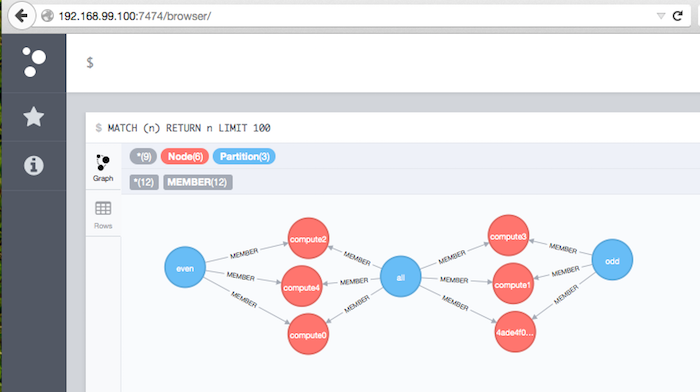 192.168.99.100:7474/browser/
$
$ MATCH (n) RETURN n LIMIT 100
Graph
Rows
*(9) Node(6) Partition(3)
*(12) MEMBER(12)
even
MEMBER
MEMBER
MEMBER
compute2
compute4
compute0
MEMBER
MEMBER
MEMBER
all
MEMBER
MEMBER
MEMBER
compute3
compute1
4ade4f0...
MEMBER
MEMBER
MEMBER
odd